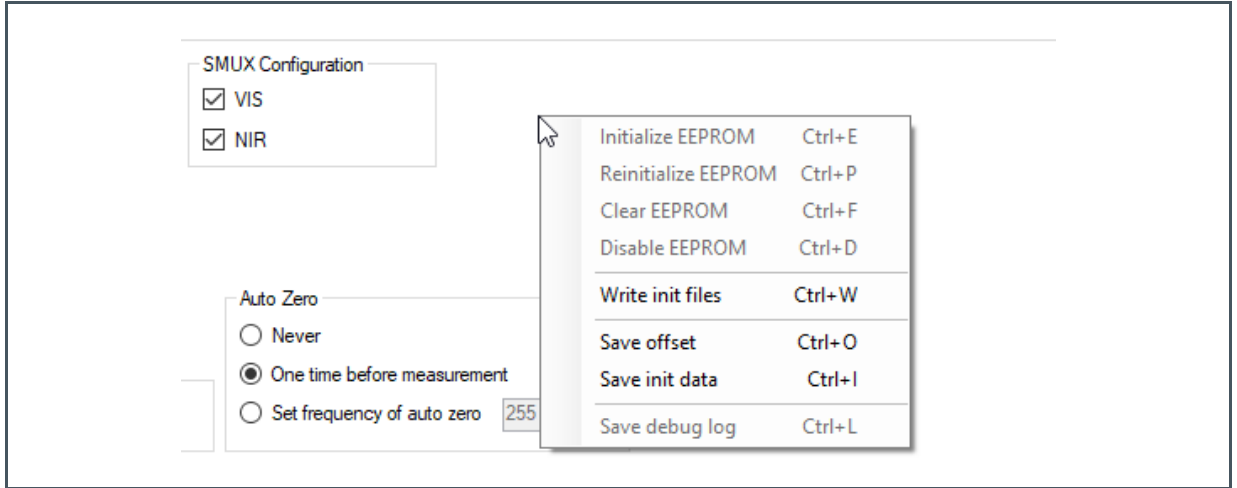 SMUX Configuration
VIS
NIR
Initialize EEPROM Ctrl+E
Reinitialize EEPROM Ctrl+P
Clear EEPROM Ctrl+F
Disable EEPROM Ctrl+D
Write init files Ctrl+W
Save offset Ctrl+O
Save init data Ctrl+I
Save debug log Ctrl+L
Auto Zero
Never
One time before measurement
Set frequency of auto zero 255